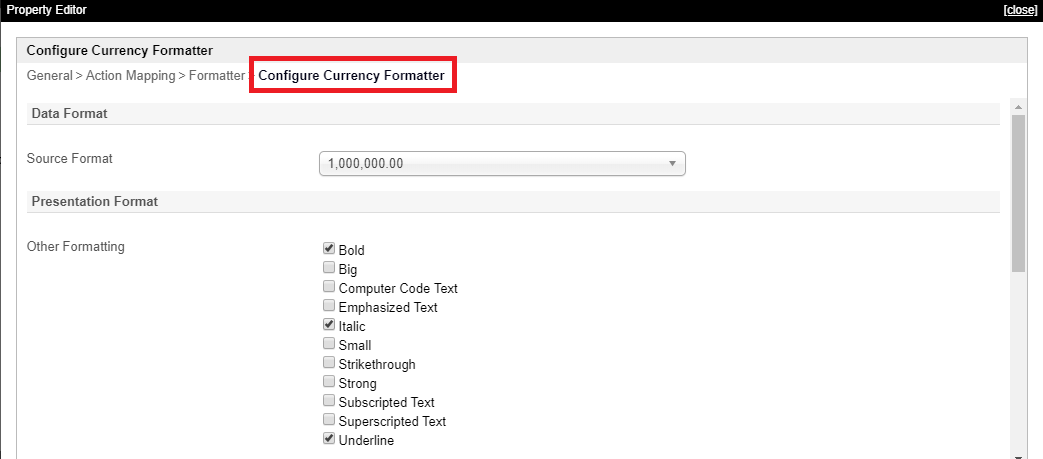 Property Editor [close]
Configure Currency Formatter
General > Action Mapping > Formatter > Configure Currency Formatter
Data Format
Source Format 1,000,000.00
Presentation Format
Other Formatting
Bold
Big
Computer Code Text
Emphasized Text
Italic
Small
Strikethrough
Strong
Subscripted Text
Superscripted Text
Underline